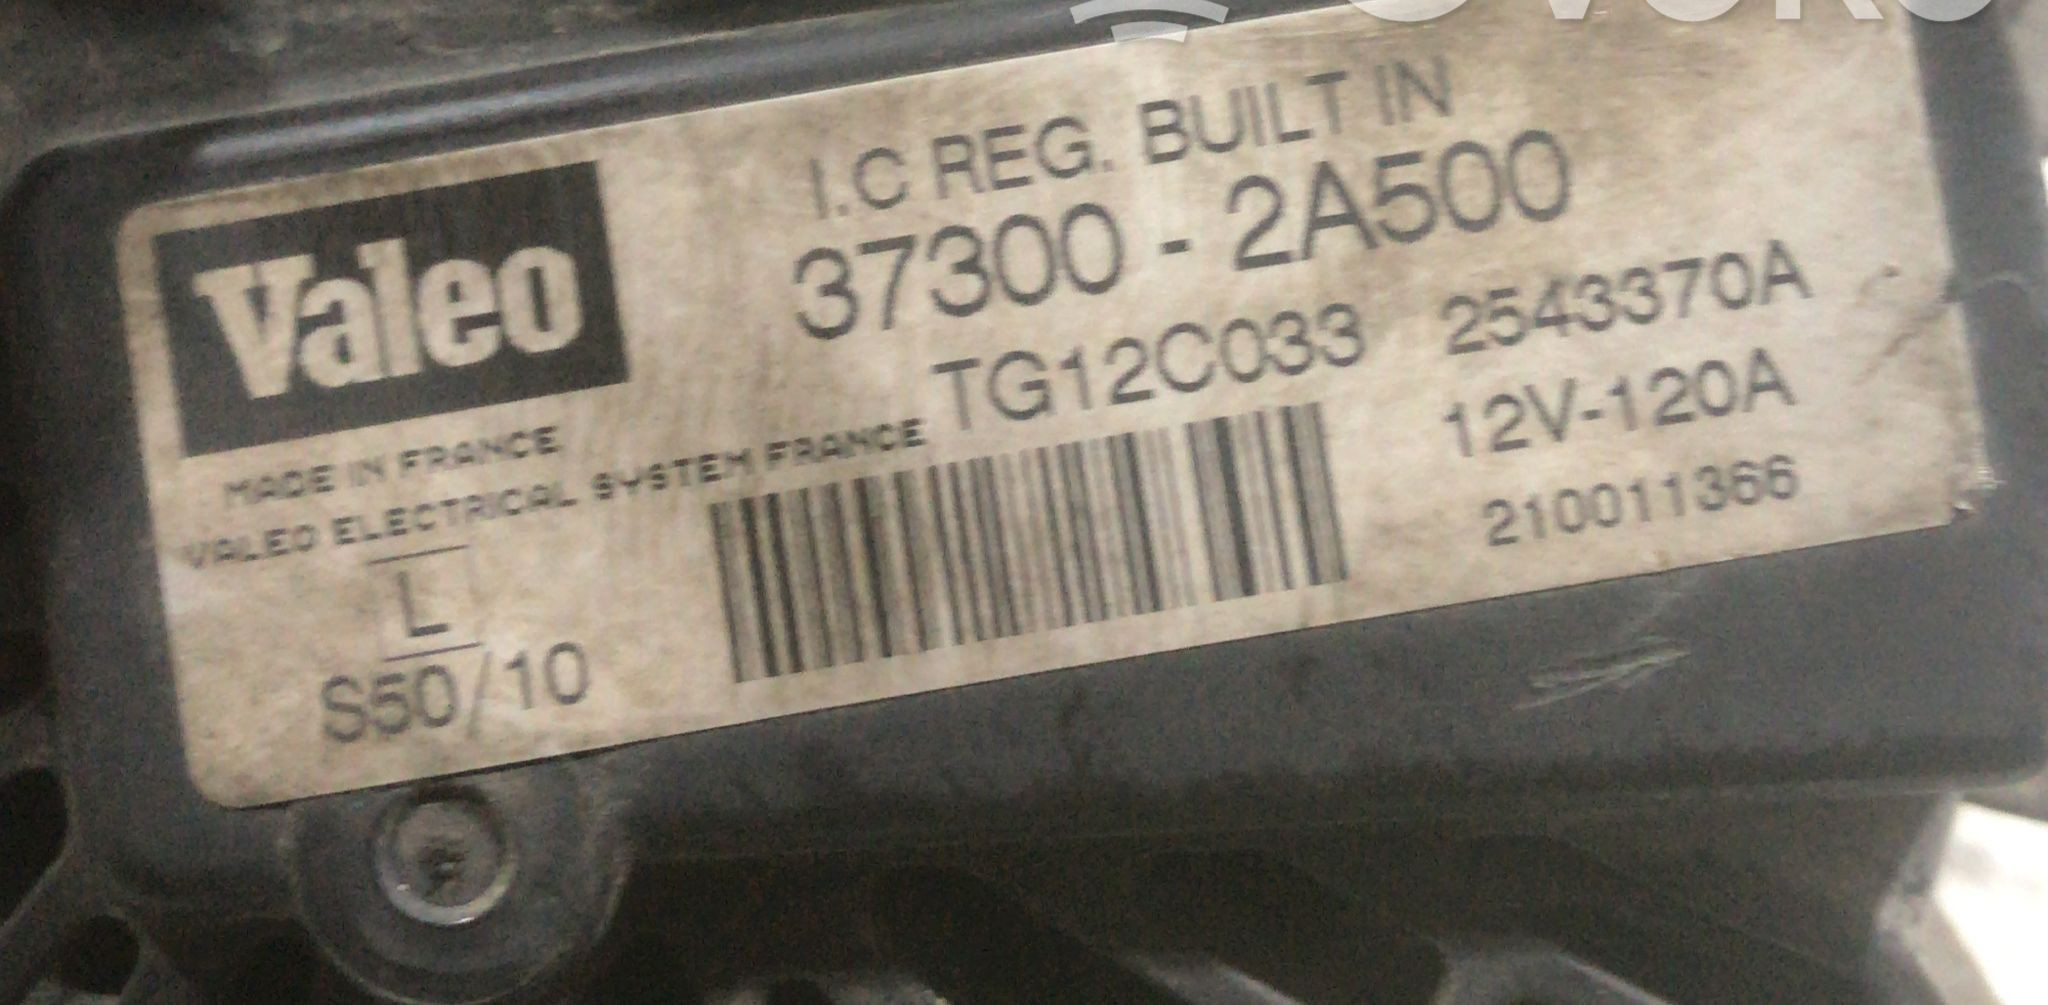 Valeo
I.C REG. BUILT IN
37300 - 2A500
TG12C033 2543370A
12V-120A
210011366
MADE IN FRANCE
VALEO ELECTRICAL SYSTEM FRANCE
L
S50/10